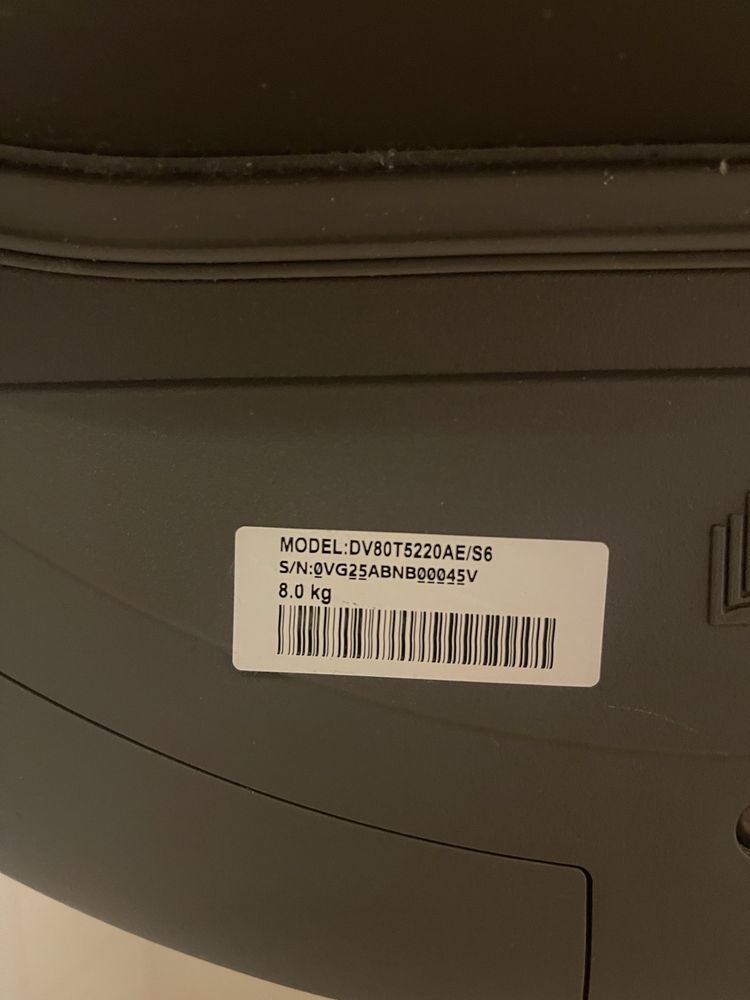 MODEL:DV80T5220AE/S6
S/N:0VG25ABNB00045V
8.0 kg